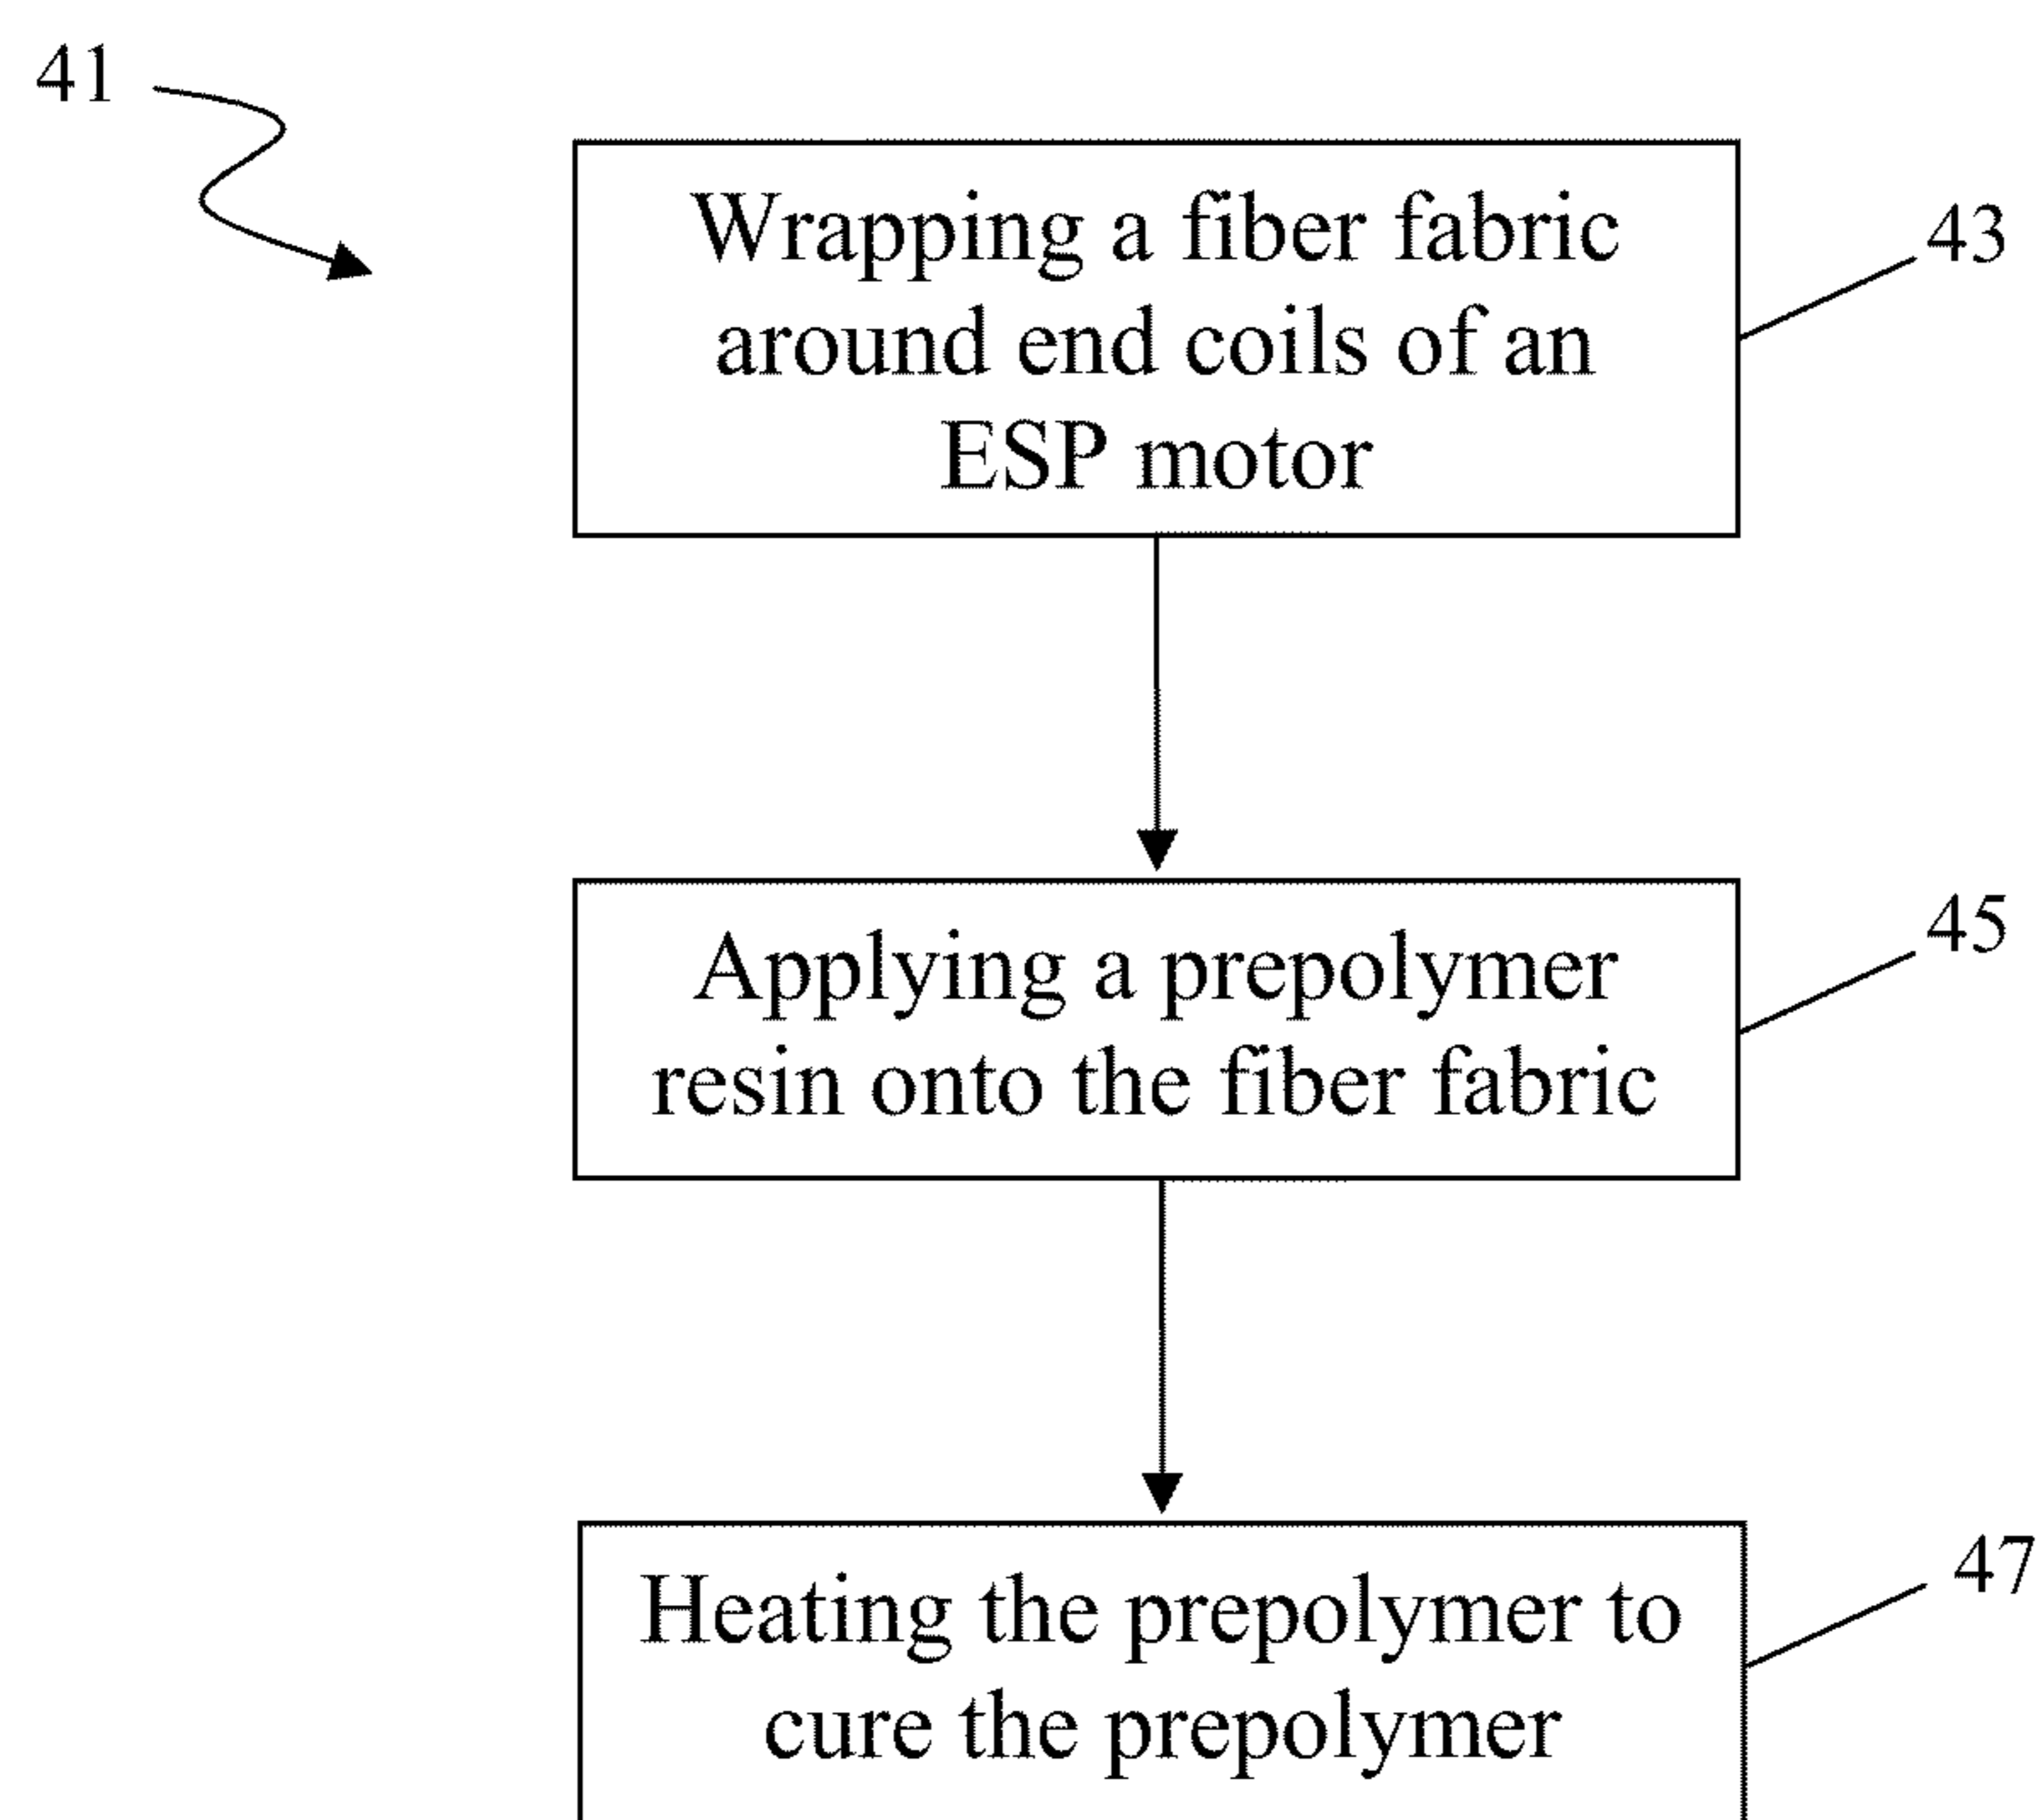 41
Wrapping a fiber fabric
around end coils of an
ESP motor
43
Applying a prepolymer
resin onto the fiber fabric
45
Heating the prepolymer to
cure the prepolymer
47